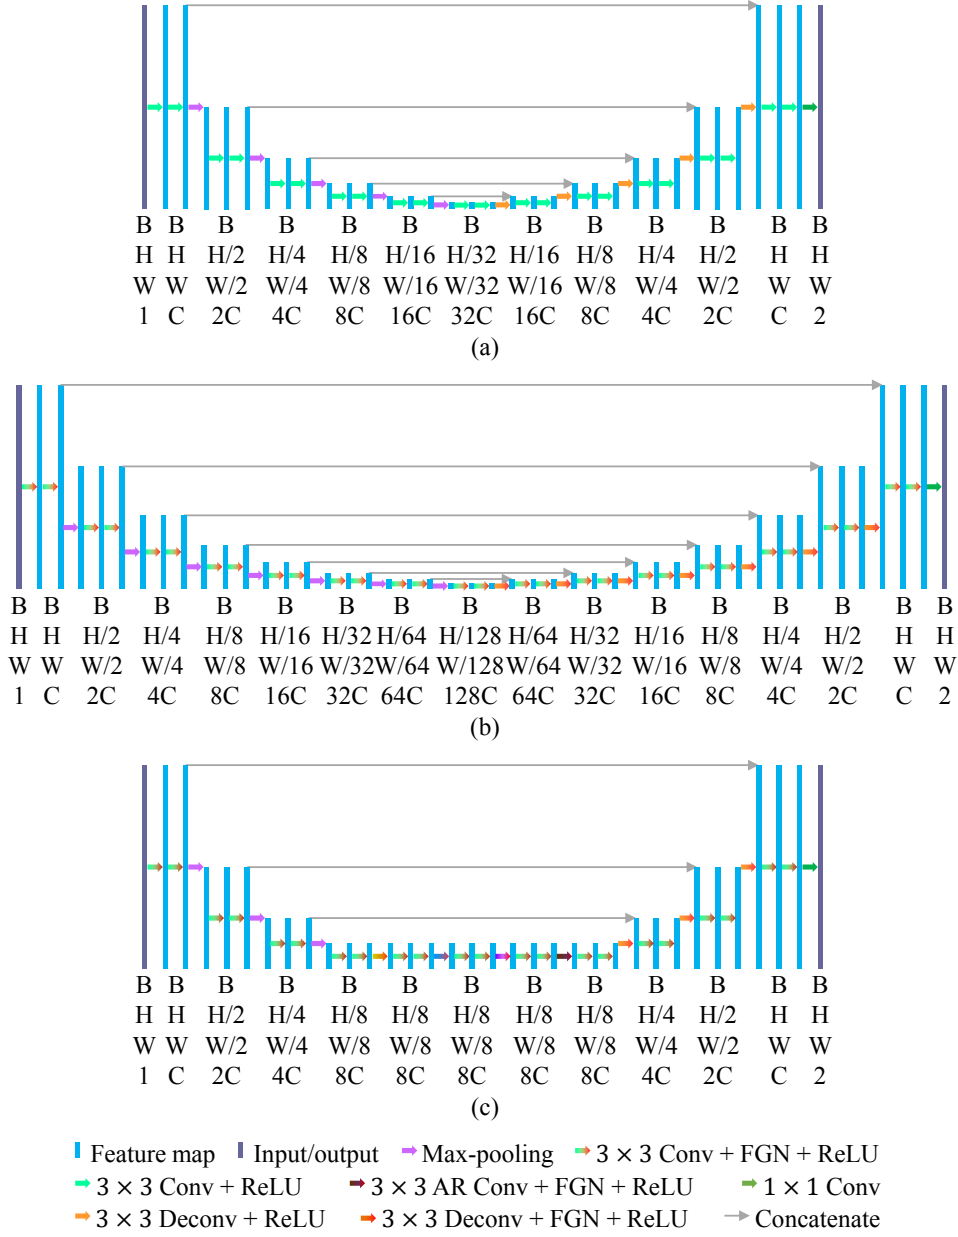 B B B B B B B B B B B B B B
H H H/2 H/4 H/8 H/16 H/32 H/16 H/8 H/4 H/2 H H
W W W/2 W/4 W/8 W/16 W/32 W/16 W/8 W/4 W/2 W W
1 C 2C 4C 8C 16C 32C 16C 8C 4C 2C C 2
(a)
B B B B B B B B B B B B B B B B B
H H H/2 H/4 H/8 H/16 H/32 H/64 H/128 H/64 H/32 H/16 H/8 H/4 H/2 H H
W W W/2 W/4 W/8 W/16 W/32 W/64 W/128 W/64 W/32 W/16 W/8 W/4 W/2 W W
1 C 2C 4C 8C 16C 32C 64C 128C 64C 32C 16C 8C 4C 2C C 2
(b)
B B B B B B B B B B B B B
H H H/2 H/4 H/8 H/8 H/8 H/8 H/8 H/4 H/2 H H
W W W/2 W/4 W/8 W/8 W/8 W/8 W/8 W/4 W/2 W W
1 C 2C 4C 8C 8C 8C 8C 8C 4C 2C C 2
(c)
Feature map Input/output Max-pooling 3 × 3 Conv + FGN + ReLU
3 × 3 Conv + ReLU 3 × 3 AR Conv + FGN + ReLU 1 × 1 Conv
3 × 3 Deconv + ReLU 3 × 3 Deconv + FGN + ReLU Concatenate